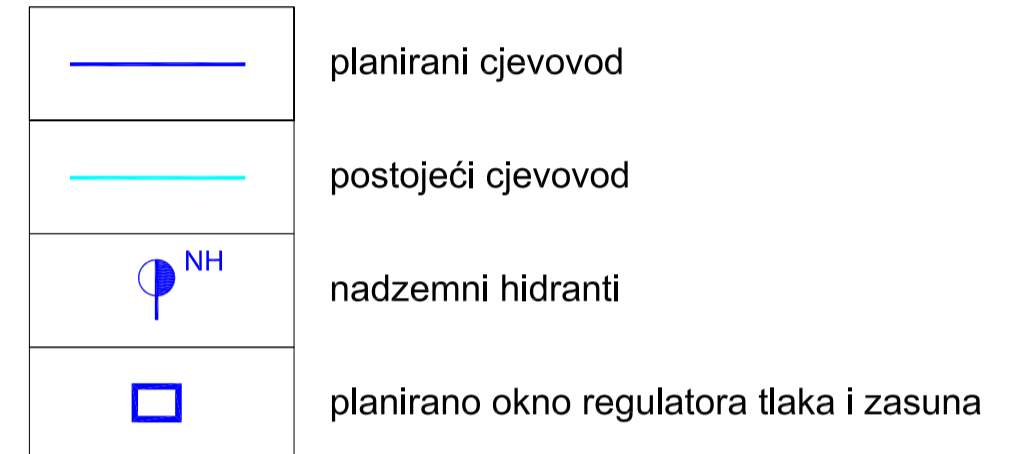 planirani cjevovod
postojeći cjevovod
NH
nadzemni hidranti
planirano okno regulatora tlaka i zasuna